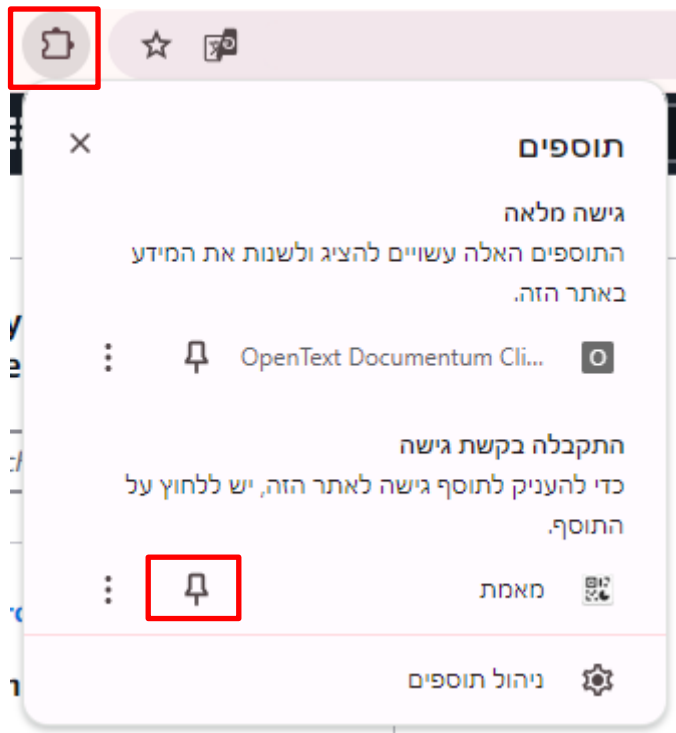 תוספים
גישה מלאה
התוספים האלה עשויים להציג ולשנות את המידע
באתר הזה.
OpenText Documentum Cli...
התקבלה בקשת גישה
כדי להעניק לתוסף גישה לאתר הזה, יש ללחוץ על
התוסף.
מאמת
ניהול תוספים